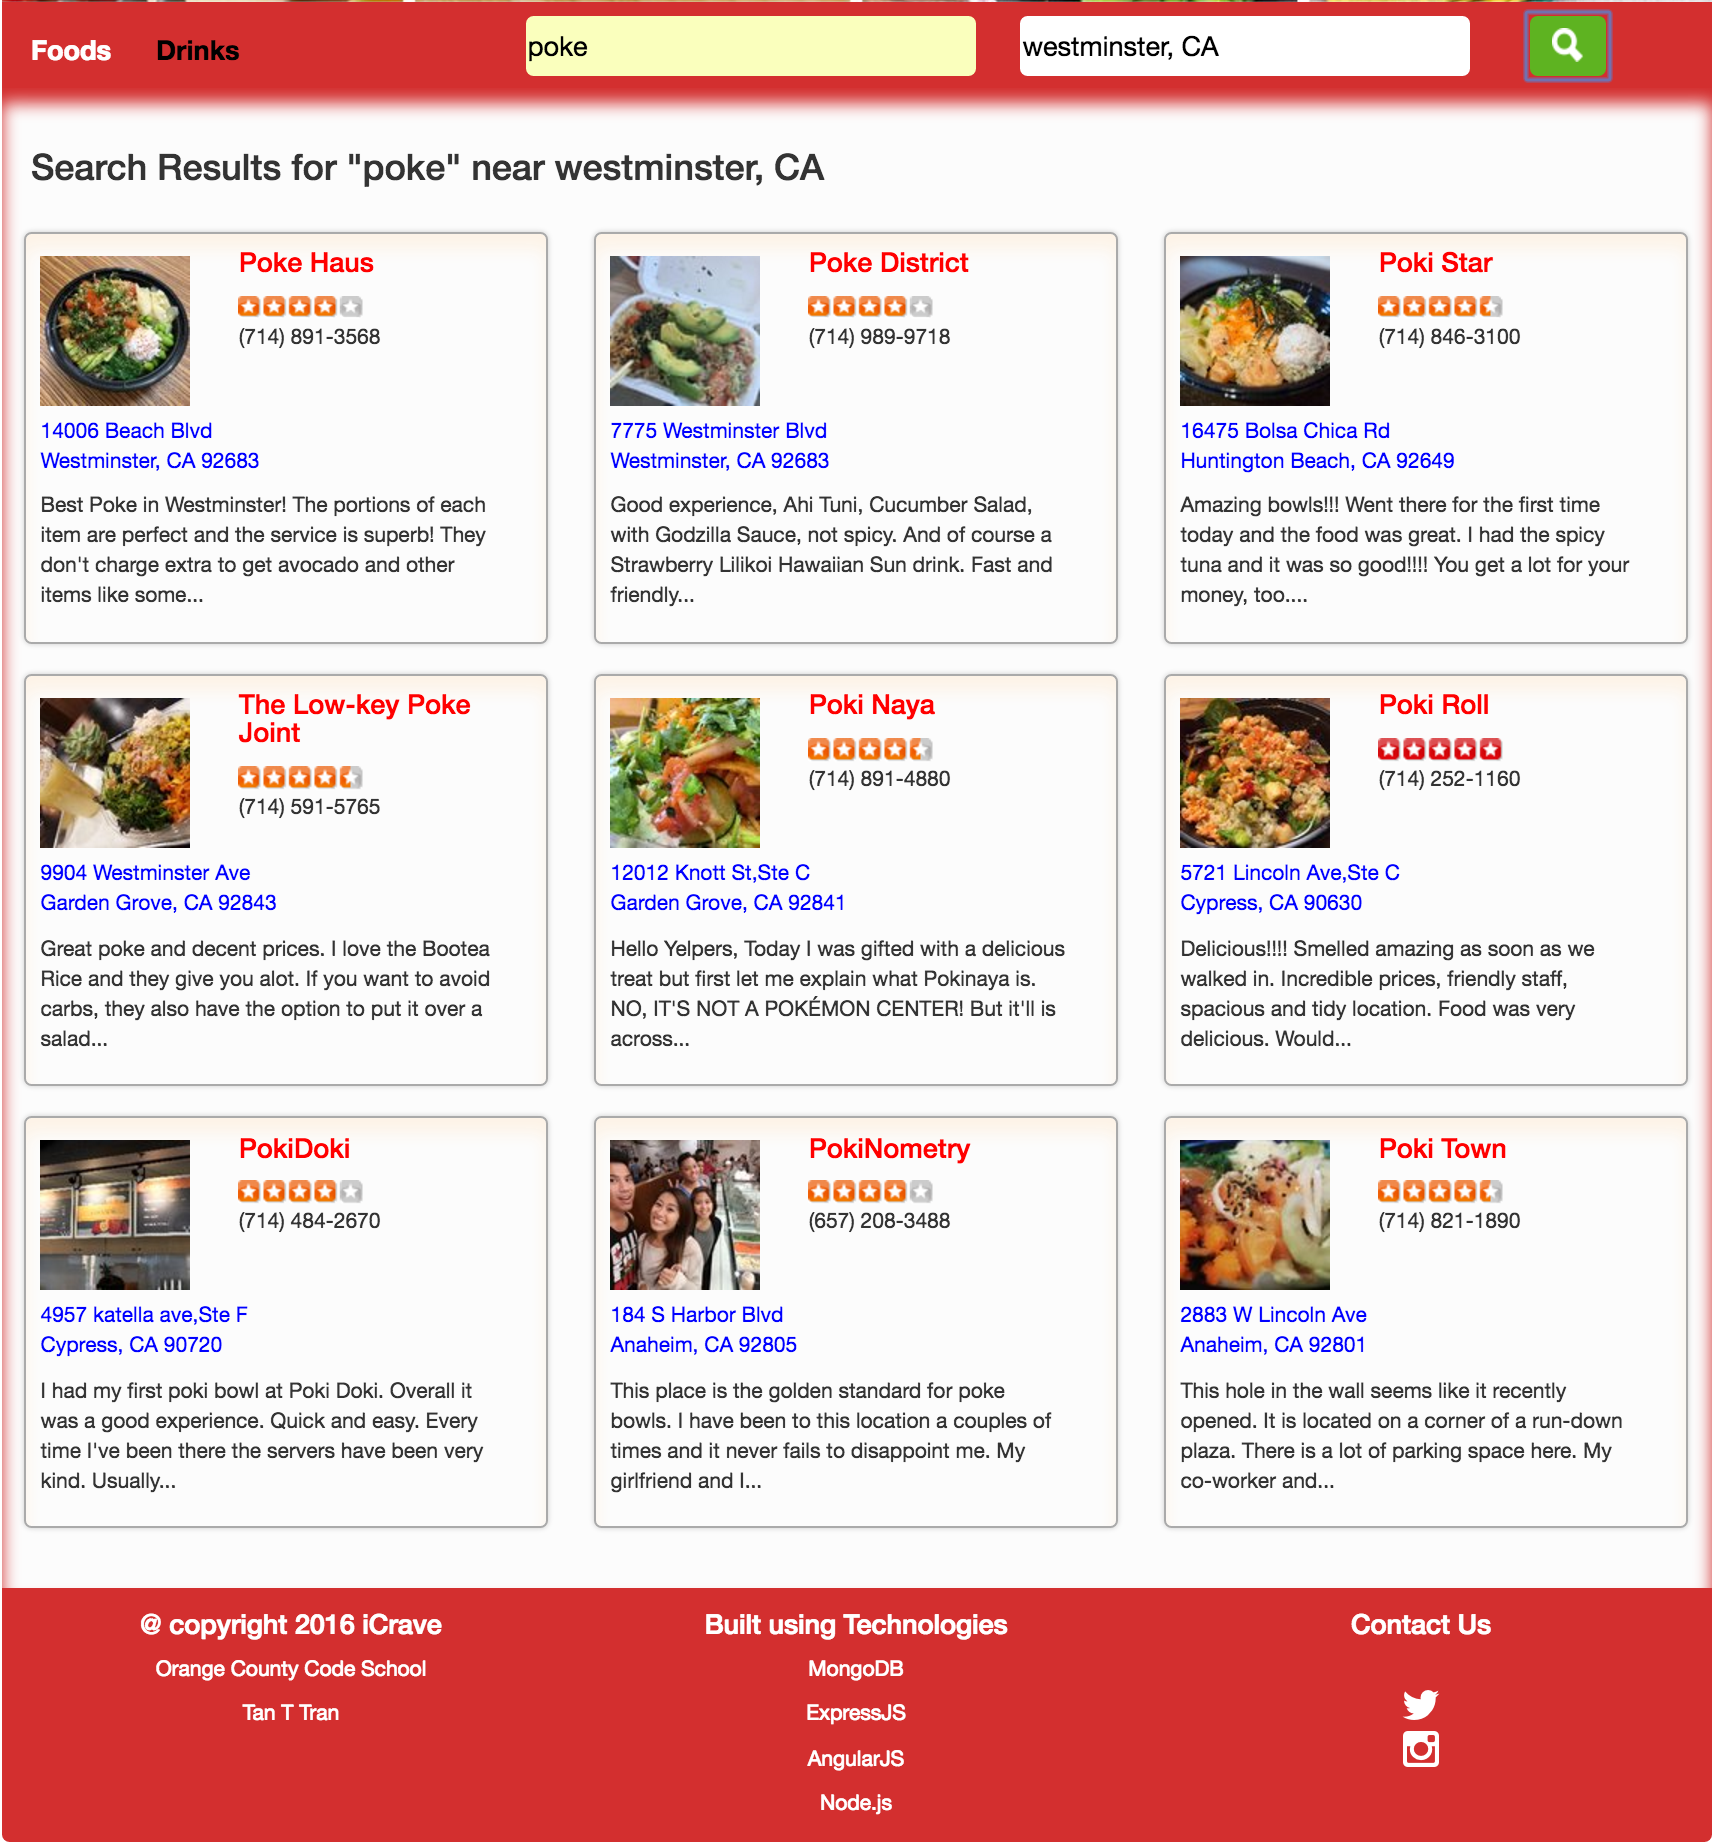 Foods Drinks poke westminster, CA
Search Results for "poke" near westminster, CA
Poke Haus
(714) 891-3568
14006 Beach Blvd
Westminster, CA 92683
Best Poke in Westminster! The portions of each
item are perfect and the service is superb! They
don't charge extra to get avocado and other
items like some...
Poke District
(714) 989-9718
7775 Westminster Blvd
Westminster, CA 92683
Good experience, Ahi Tuni, Cucumber Salad,
with Godzilla Sauce, not spicy. And of course a
Strawberry Lilikoi Hawaiian Sun drink. Fast and
friendly...
Poki Star
(714) 846-3100
16475 Bolsa Chica Rd
Huntington Beach, CA 92649
Amazing bowls!!! Went there for the first time
today and the food was great. I had the spicy
tuna and it was so good!!!! You get a lot for your
money, too....
The Low-key Poke
Joint
(714) 591-5765
9904 Westminster Ave
Garden Grove, CA 92843
Great poke and decent prices. I love the Bootea
Rice and they give you alot. If you want to avoid
carbs, they also have the option to put it over a
salad...
Poki Naya
(714) 891-4880
12012 Knott St,Ste C
Garden Grove, CA 92841
Hello Yelpers, Today I was gifted with a delicious
treat but first let me explain what Pokinaya is.
NO, IT'S NOT A POKÉMON CENTER! But it'll is
across...
Poki Roll
(714) 252-1160
5721 Lincoln Ave,Ste C
Cypress, CA 90630
Delicious!!!! Smelled amazing as soon as we
walked in. Incredible prices, friendly staff,
spacious and tidy location. Food was very
delicious. Would...
PokiDoki
(714) 484-2670
4957 katella ave,Ste F
Cypress, CA 90720
I had my first poki bowl at Poki Doki. Overall it
was a good experience. Quick and easy. Every
time I've been there the servers have been very
kind. Usually...
PokiNometry
(657) 208-3488
184 S Harbor Blvd
Anaheim, CA 92805
This place is the golden standard for poke
bowls. I have been to this location a couples of
times and it never fails to disappoint me. My
girlfriend and I...
Poki Town
(714) 821-1890
2883 W Lincoln Ave
Anaheim, CA 92801
This hole in the wall seems like it recently
opened. It is located on a corner of a run-down
plaza. There is a lot of parking space here. My
co-worker and...
@ copyright 2016 iCrave
Orange County Code School
Tan T Tran
Built using Technologies
MongoDB
ExpressJS
AngularJS
Node.js
Contact Us